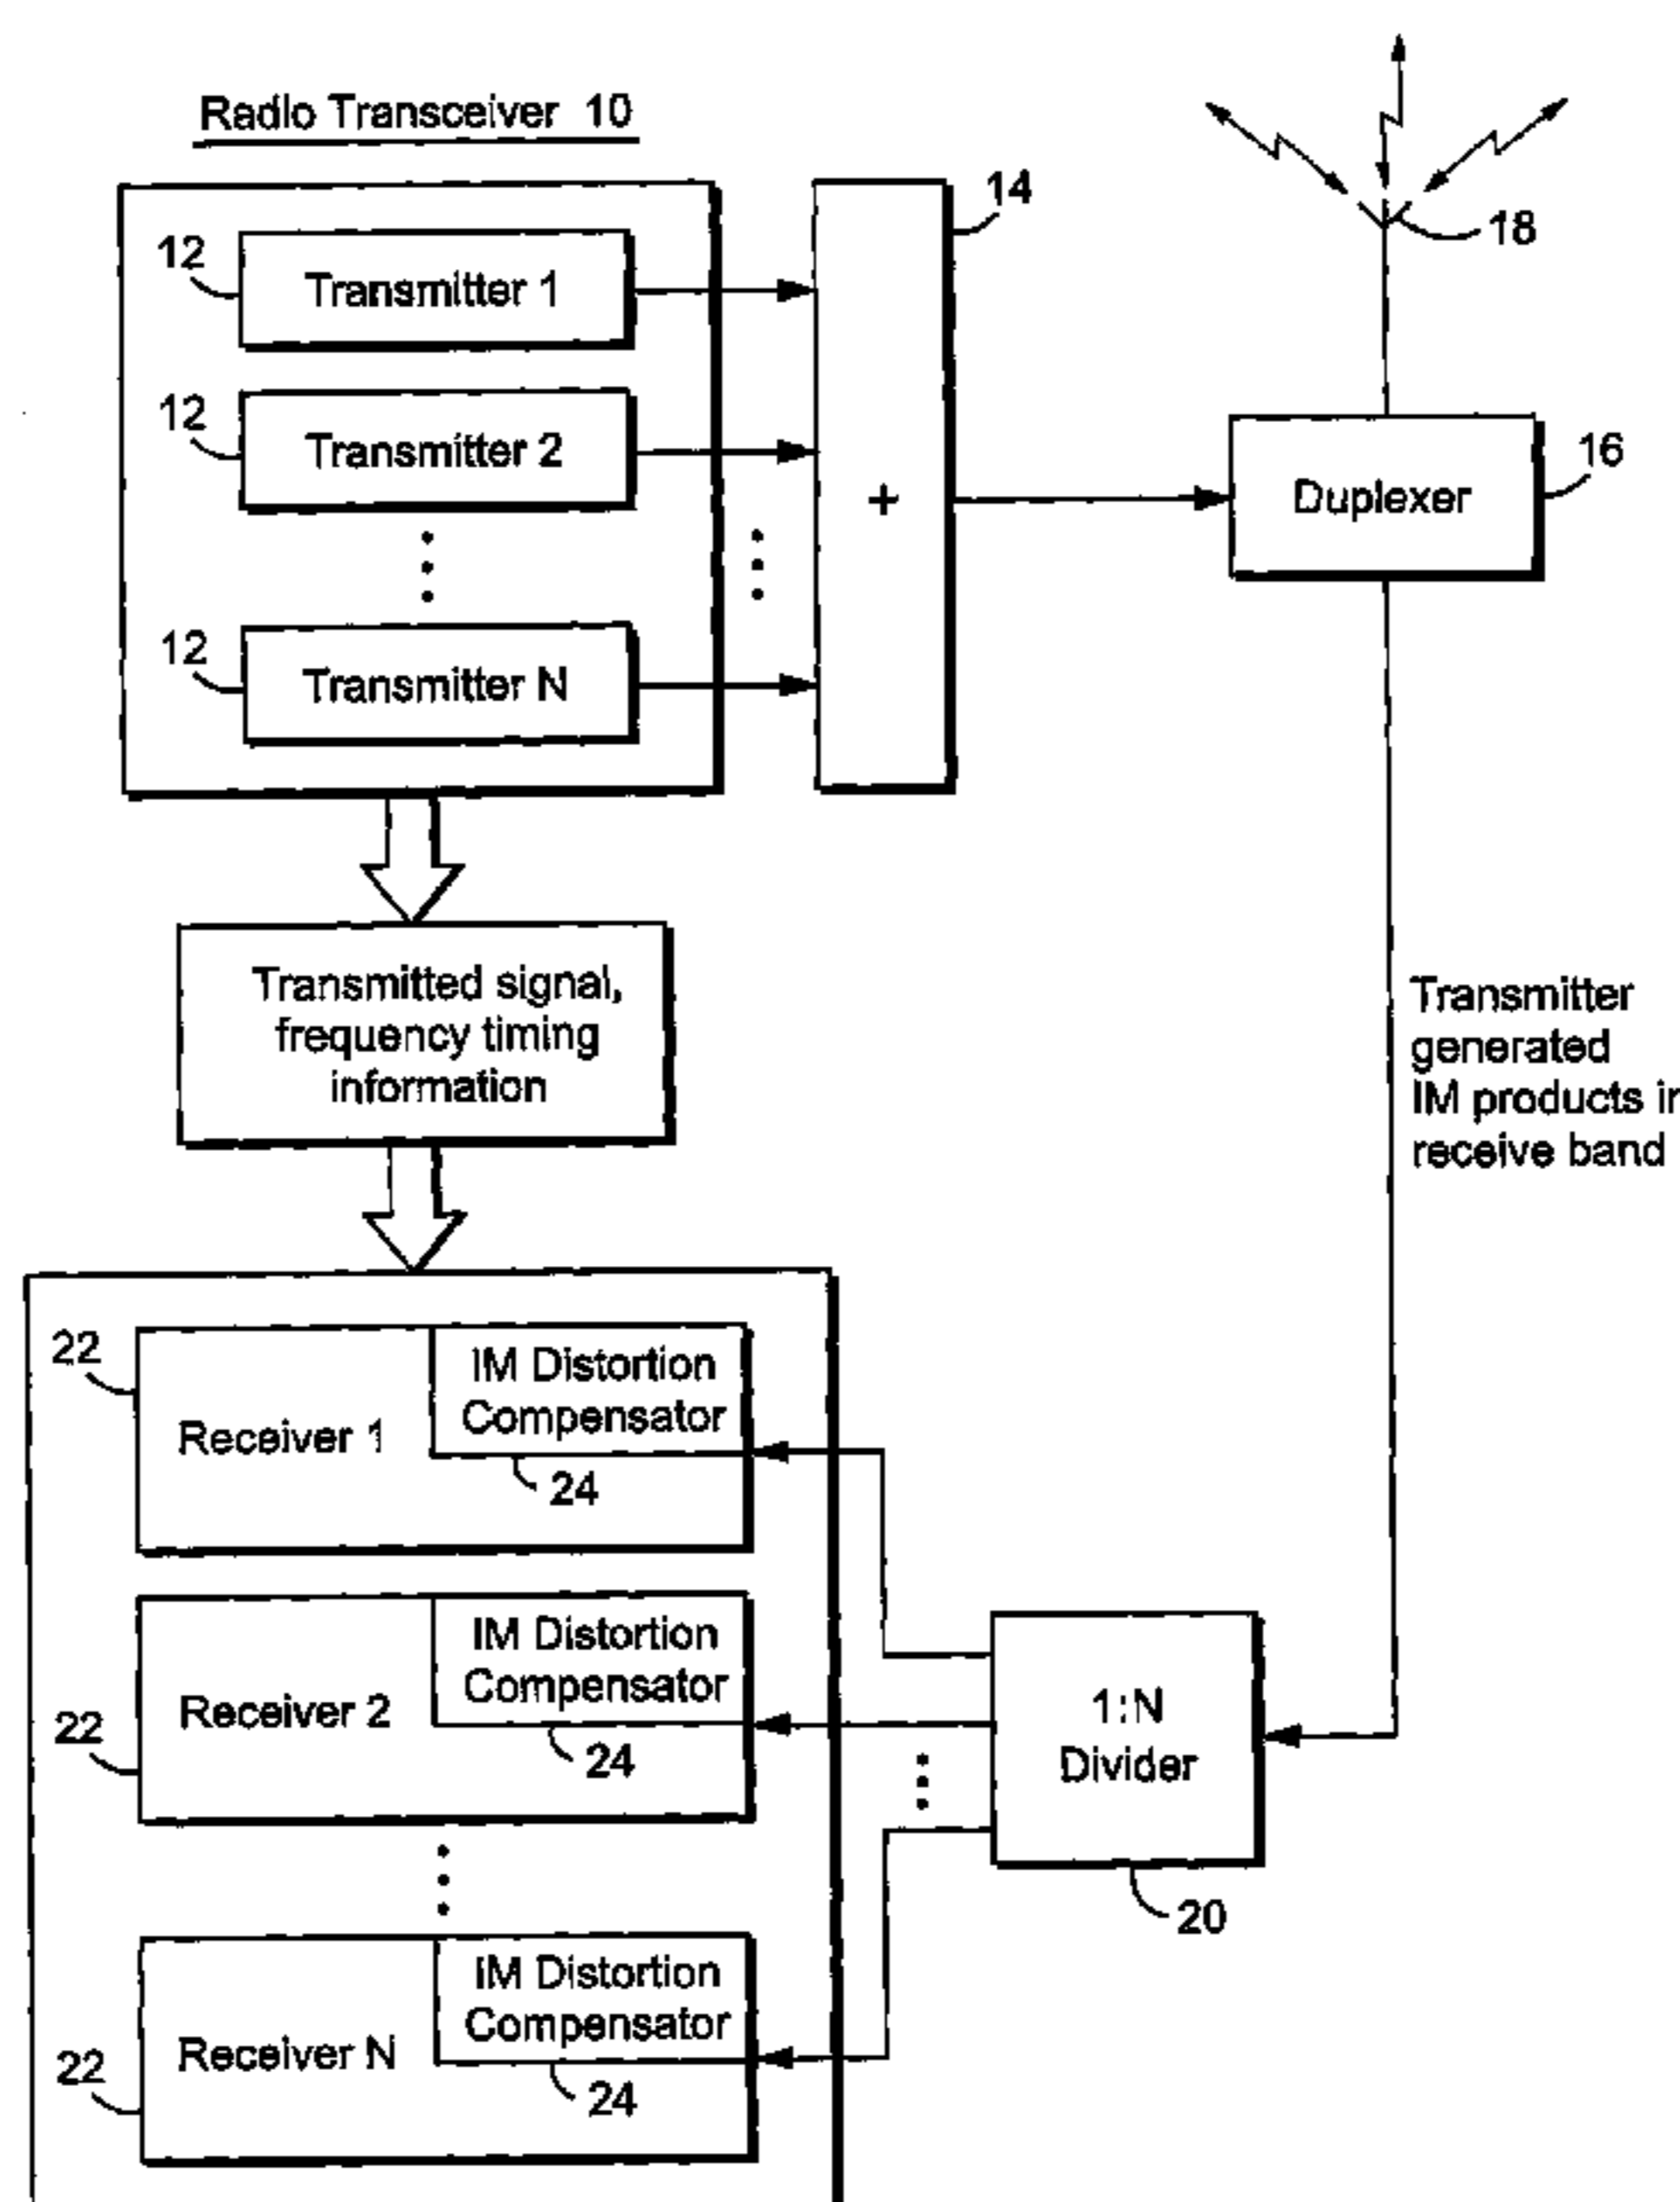 Radio Transceiver 10
14
18
12
Transmitter 1
12
Transmitter 2
+
Duplexer
16
12
Transmitter N
Transmitted signal,
frequency timing
information
Transmitter
generated
IM products in
receive band
22
Receiver 1
IM Distortion
Compensator
24
22
Receiver 2
IM Distortion
Compensator
24
1:N
Divider
20
22
Receiver N
IM Distortion
Compensator
24